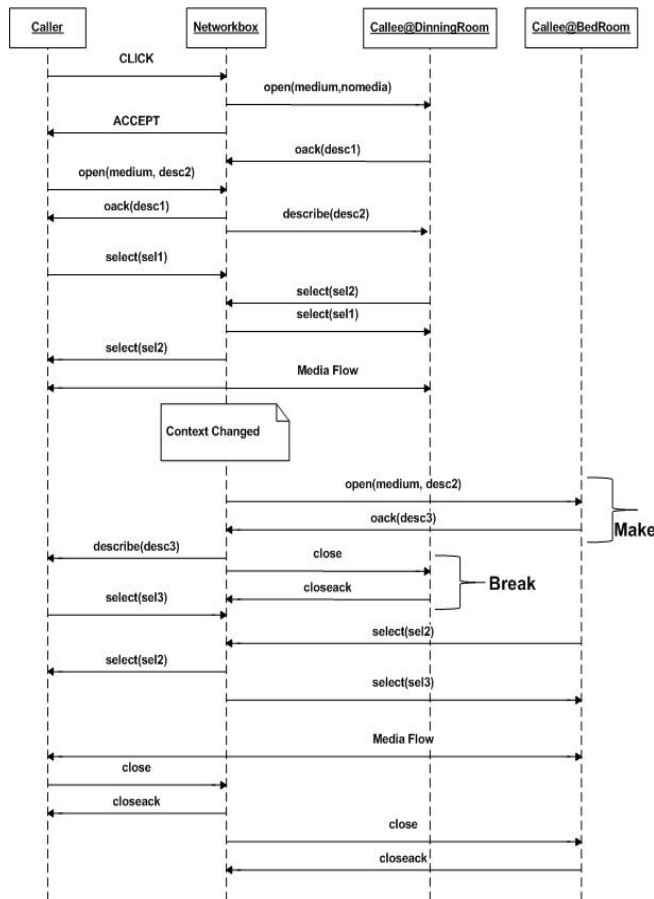 Caller
Networkbox
Callee@DinningRoom
Callee@BedRoom
CLICK
open(medium,nomedia)
ACCEPT
oack(desc1)
open(medium, desc2)
oack(desc1)
describe(desc2)
select(sel1)
select(sel2)
select(sel1)
select(sel2)
Media Flow
Context Changed
open(medium, desc2)
oack(desc3)
Make
describe(desc3)
close
Break
closeack
select(sel3)
select(sel2)
select(sel2)
select(sel3)
Media Flow
close
closeack
close
closeack